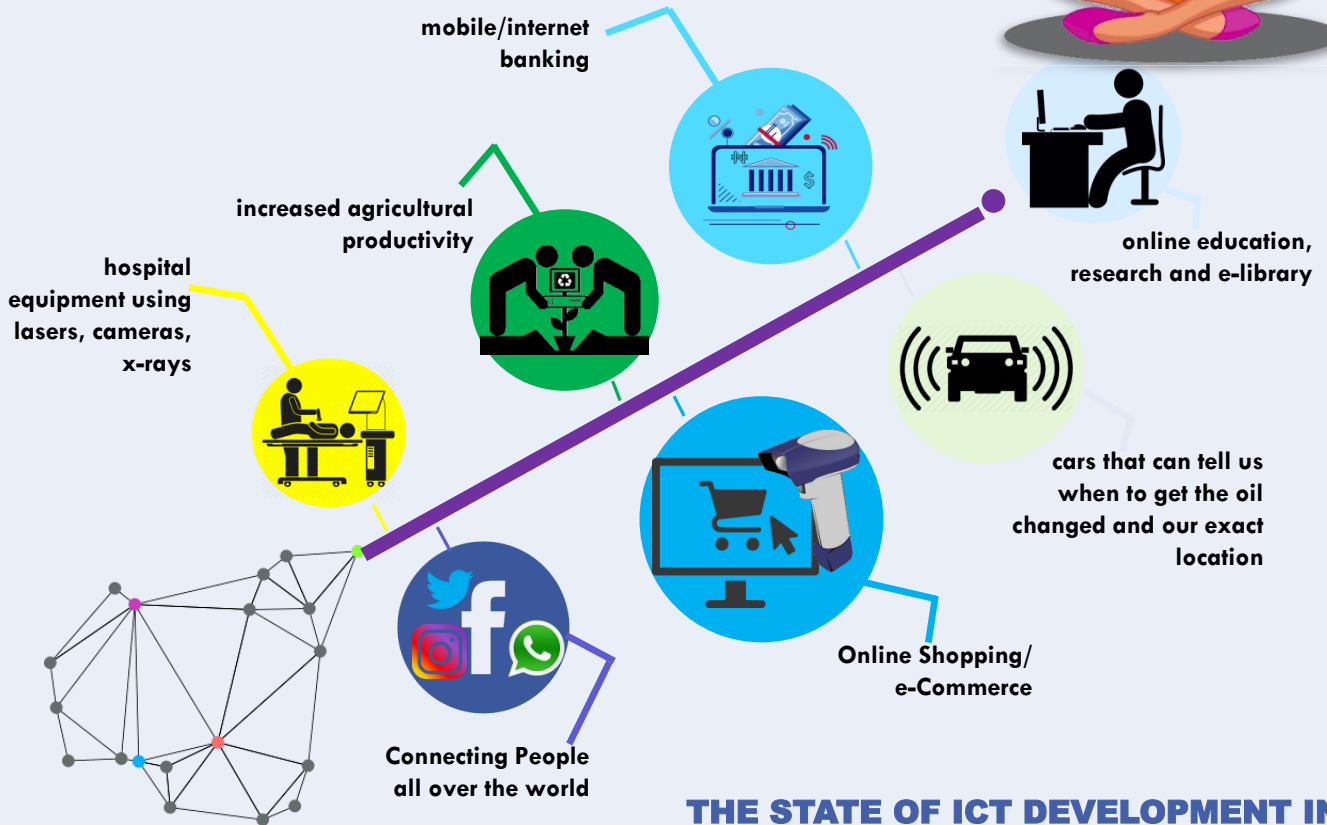 mobile/internet
banking
increased agricultural
productivity
hospital
equipment using
lasers, cameras,
x-rays
online education,
research and e-library
cars that can tell us
when to get the oil
changed and our exact
location
Online Shopping/
e-Commerce
Connecting People
all over the world
THE STATE OF ICT DEVELOPMENT IN